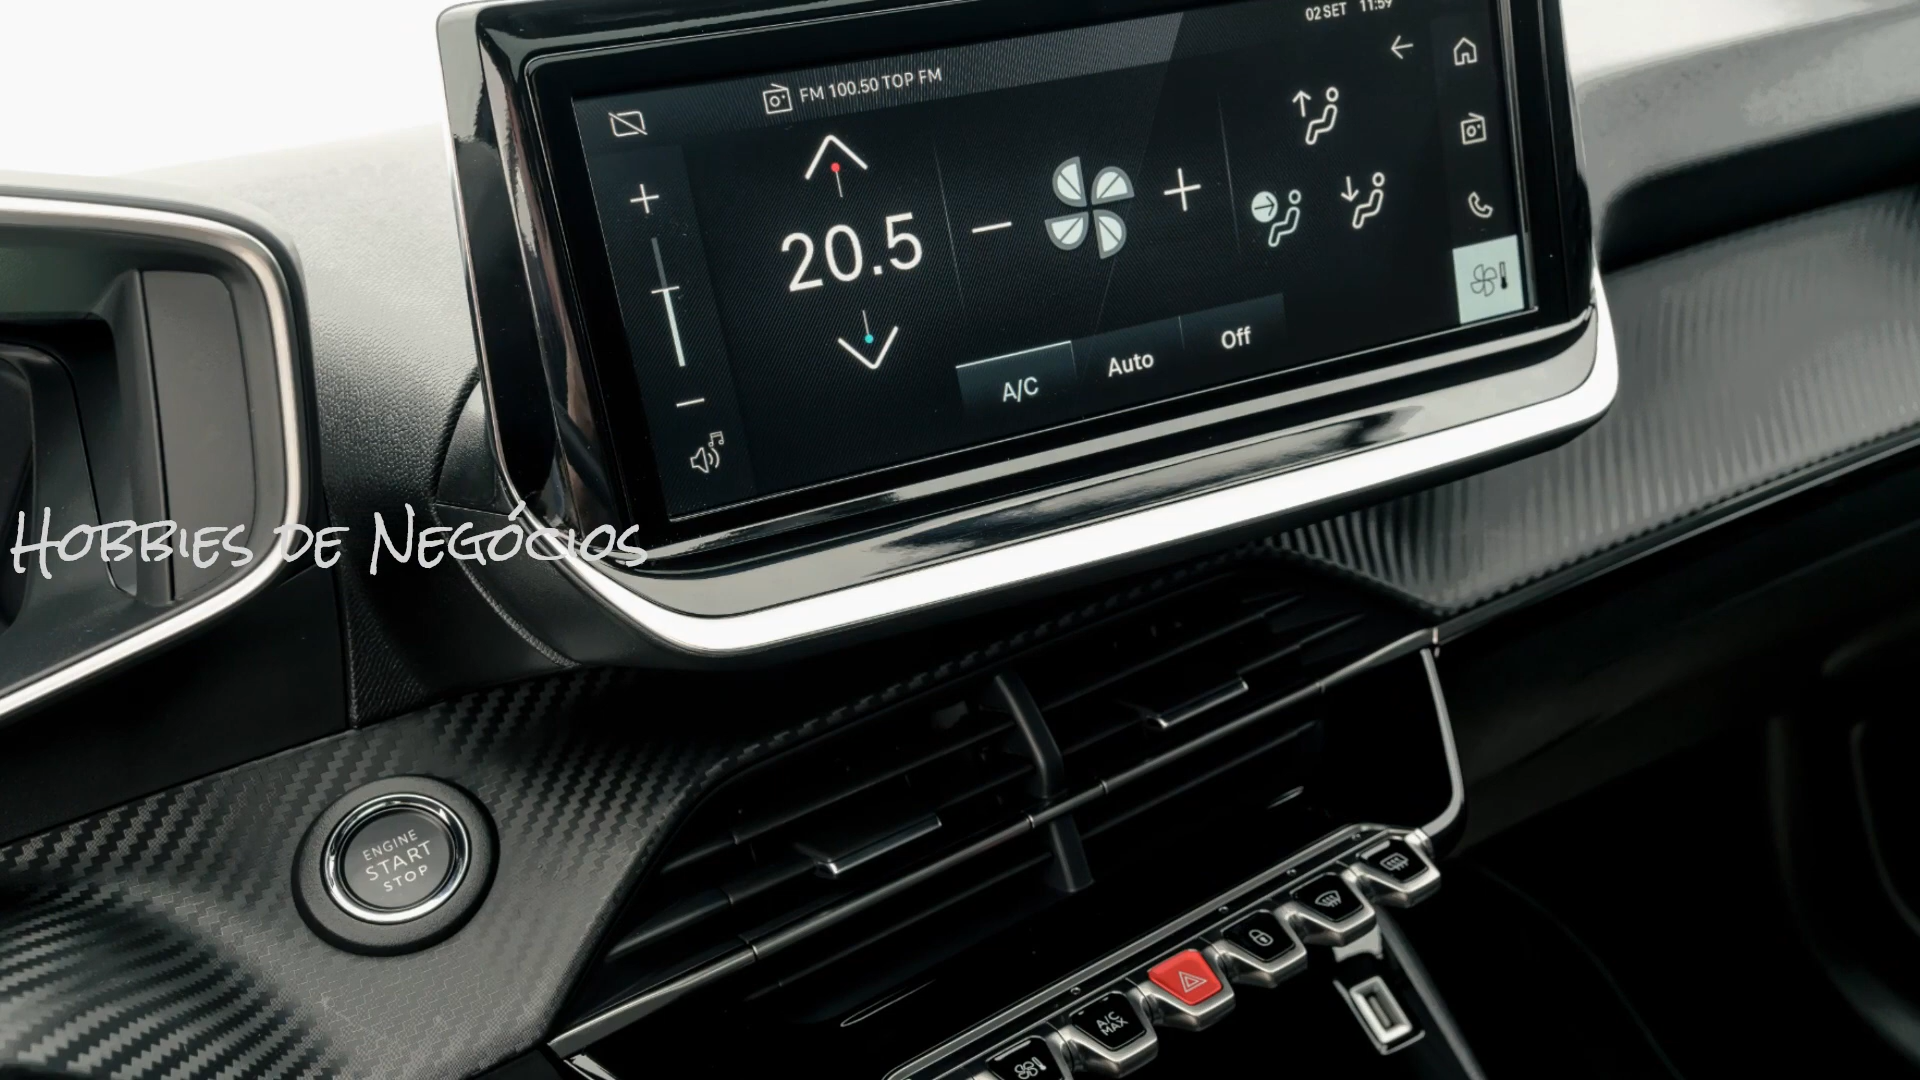 02 SET 11:59
FM 100.50 TOP FM
20.5
A/C Auto Off
Hobbies de Negócios
ENGINE
START
STOP
A/C
MAX